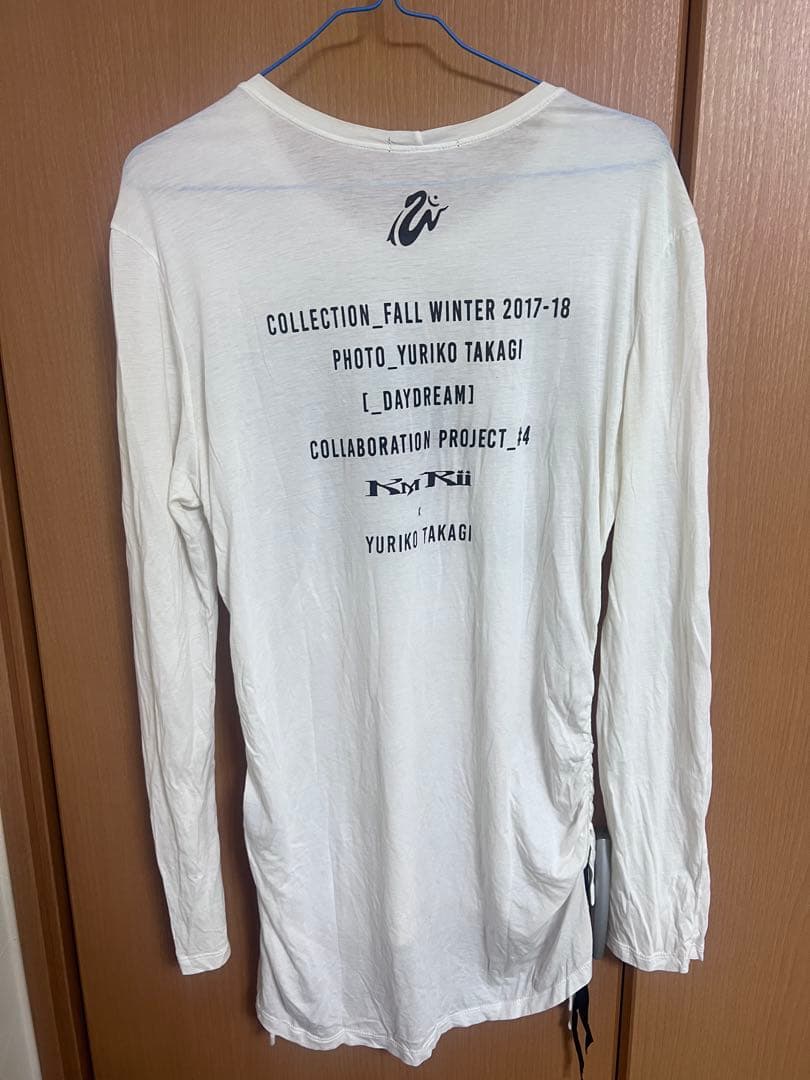 COLLECTION_FALL WINTER 2017-18
PHOTO_YURIKO TAKAGI
[_DAYDREAM]
COLLABORATION PROJECT_#4
KMRii
x
YURIKO TAKAGI